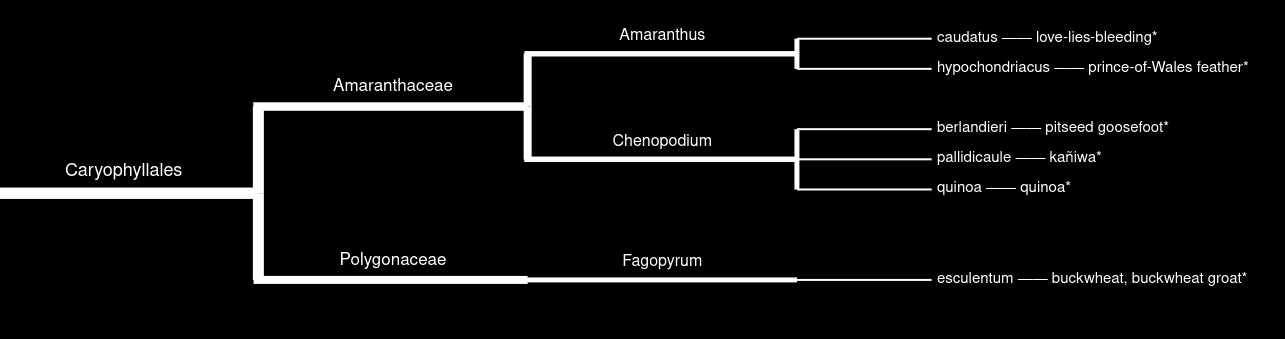 Amaranthus
caudatus —— love-lies-bleeding*
hypochondriacus —— prince-of-Wales feather*
Amaranthaceae
berlandieri —— pitseed goosefoot*
Chenopodium
pallidicaule —— kañiwa*
Caryophyllales
quinoa —— quinoa*
Polygonaceae
Fagopyrum
esculentum —— buckwheat, buckwheat groat*